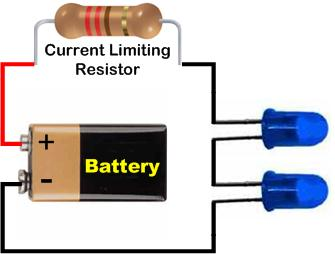 Current Limiting
Resistor
+
Battery
-